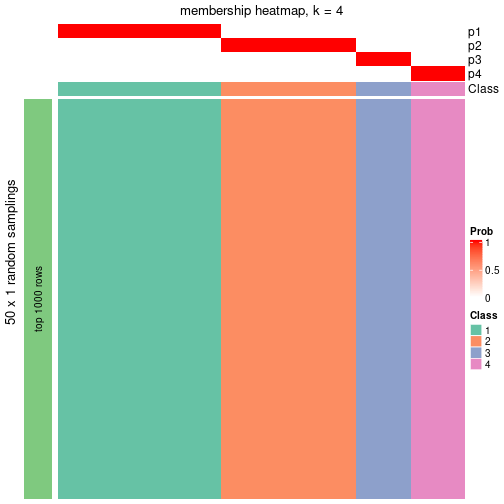 membership heatmap, k = 4
p1
p2
p3
p4
Class
50 x 1 random samplings
top 1000 rows
Prob
1
0.5
0
Class
1
2
3
4